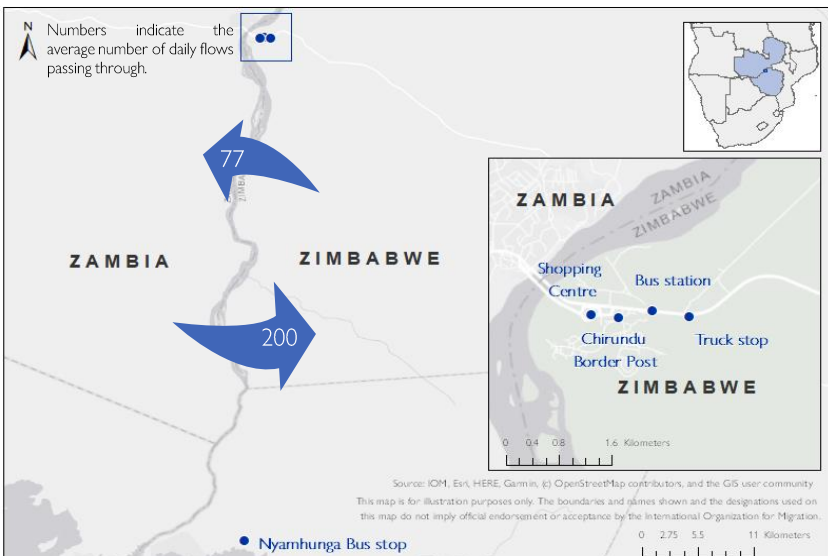 N
Numbers indicate the
average number of daily flows
passing through.
77
ZIMBA
ZAMBIA
ZIMBABWE
200
ZAMBIA
ZAMBIA
ZIMBABWE
Shopping
Centre
Bus station
Chirundu
Border Post
Truck stop
ZIMBABWE
0 0.4 0.8 1.6 Kilometers
Source: IOM, Esri, HERE, Garmin, (c) OpenStreetMap contributors, and the GIS user community
This map is for illustration purposes only. The boundaries and names shown and the designations used on
this map do not imply official endorsement or acceptance by the International Organization for Migration.
0 2.75 5.5 11 Kilometers
Nyamhunga Bus stop